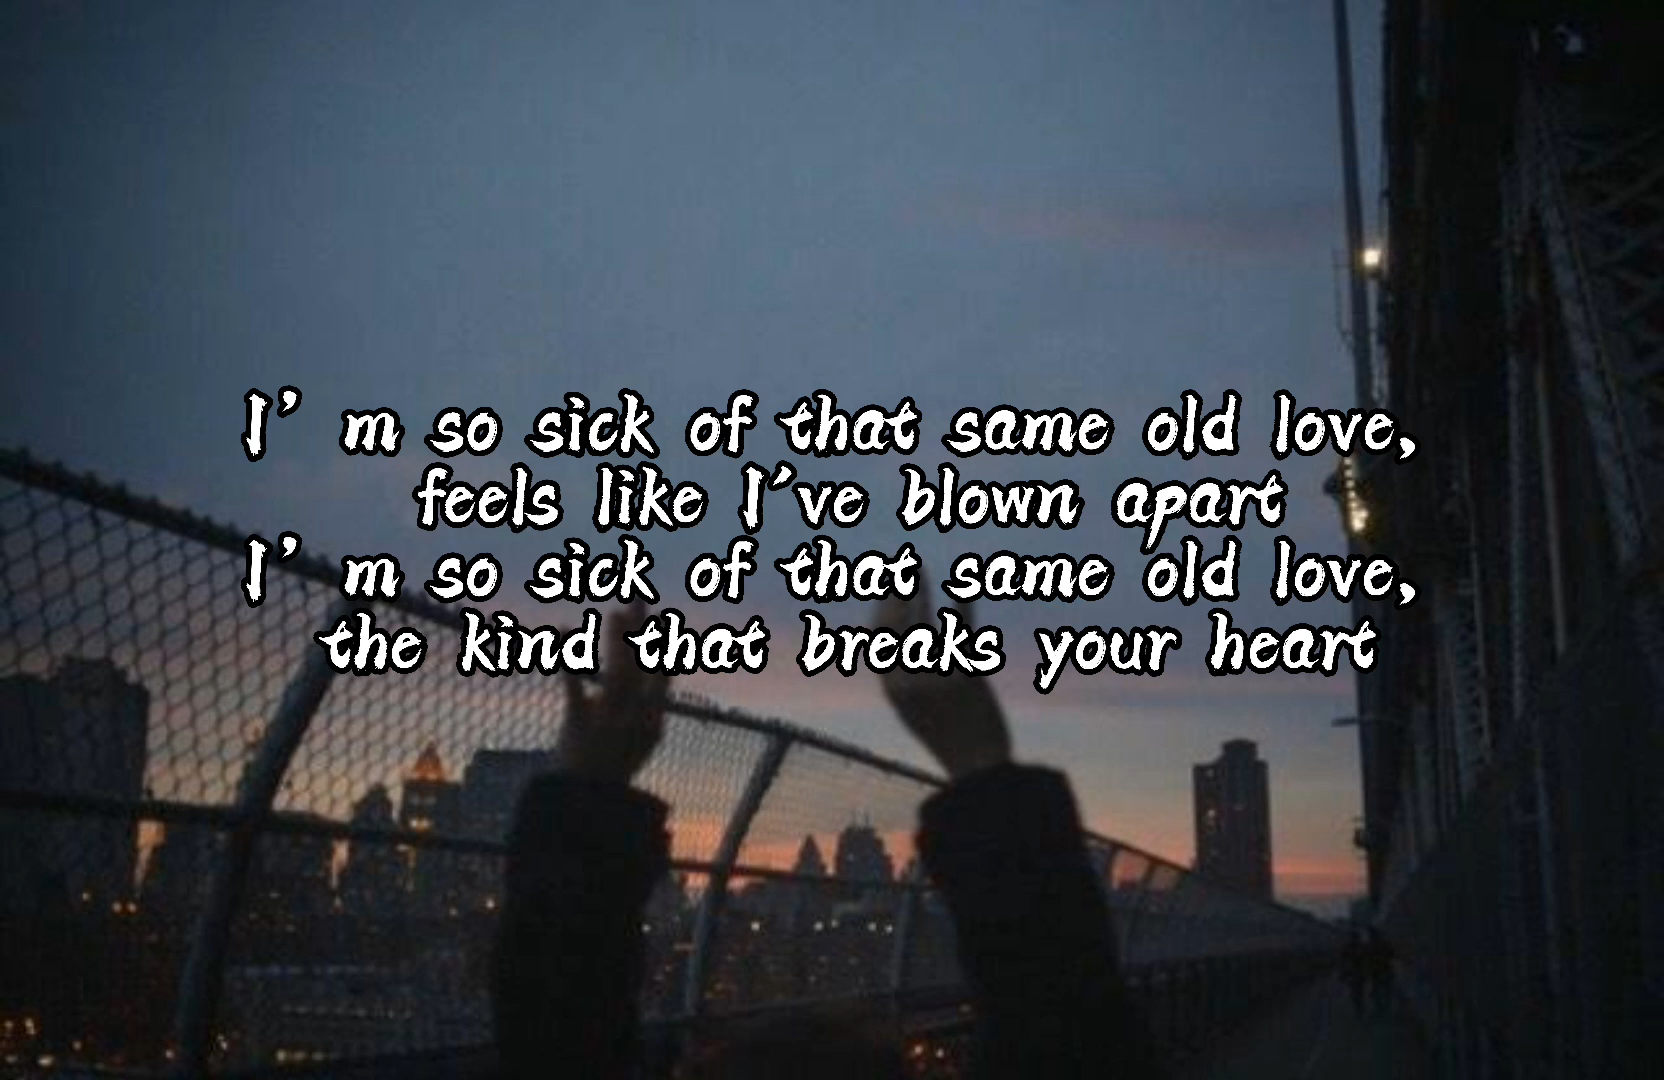 I’ m so sick of that same old love,
feels like I've blown apart
I’ m so sick of that same old love,
the kind that breaks your heart